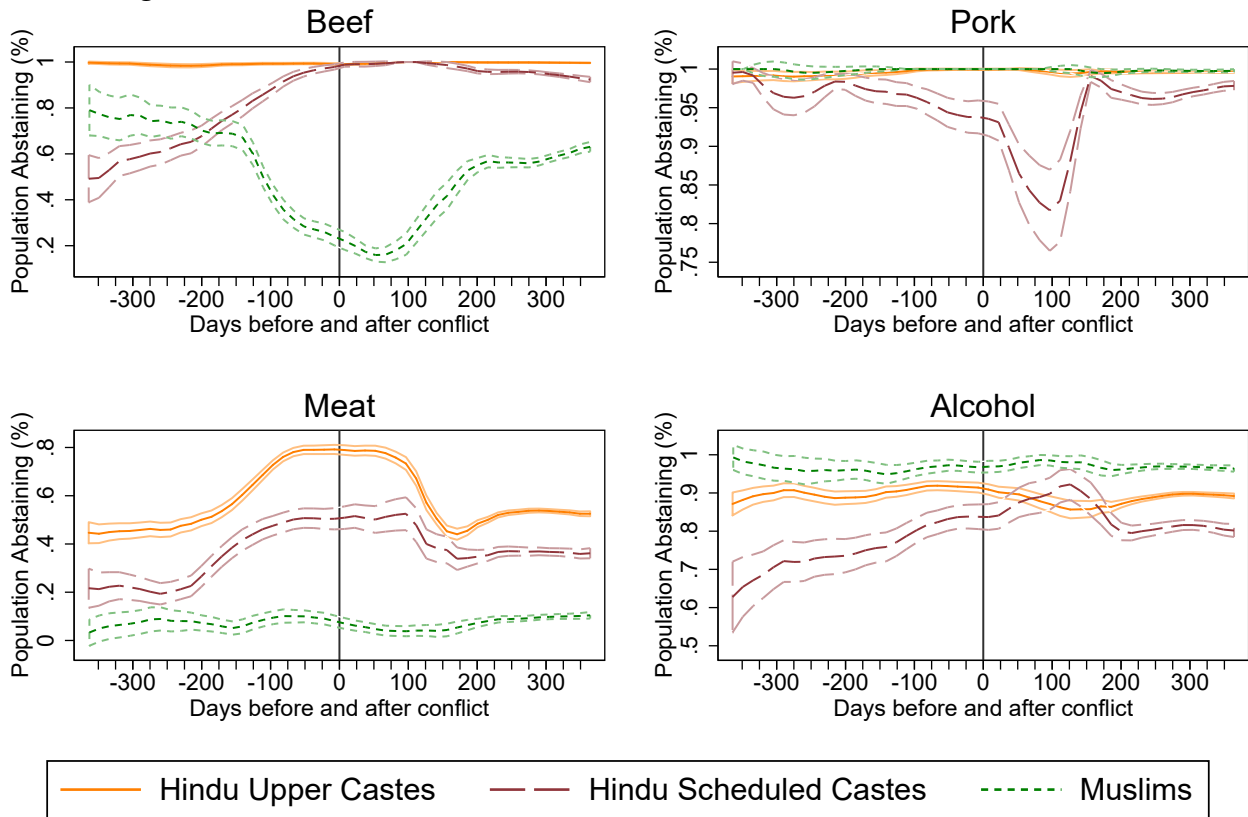 Beef
Population Abstaining (%)
1
.8
.6
.4
.2
-300 -200 -100 0 100 200 300
Days before and after conflict
Pork
Population Abstaining (%)
1
.95
.9
.85
.8
.75
-300 -200 -100 0 100 200 300
Days before and after conflict
Meat
Population Abstaining (%)
.8
.6
.4
.2
0
-300 -200 -100 0 100 200 300
Days before and after conflict
Alcohol
Population Abstaining (%)
1
.9
.8
.7
.6
.5
-300 -200 -100 0 100 200 300
Days before and after conflict
Hindu Upper Castes Hindu Scheduled Castes Muslims